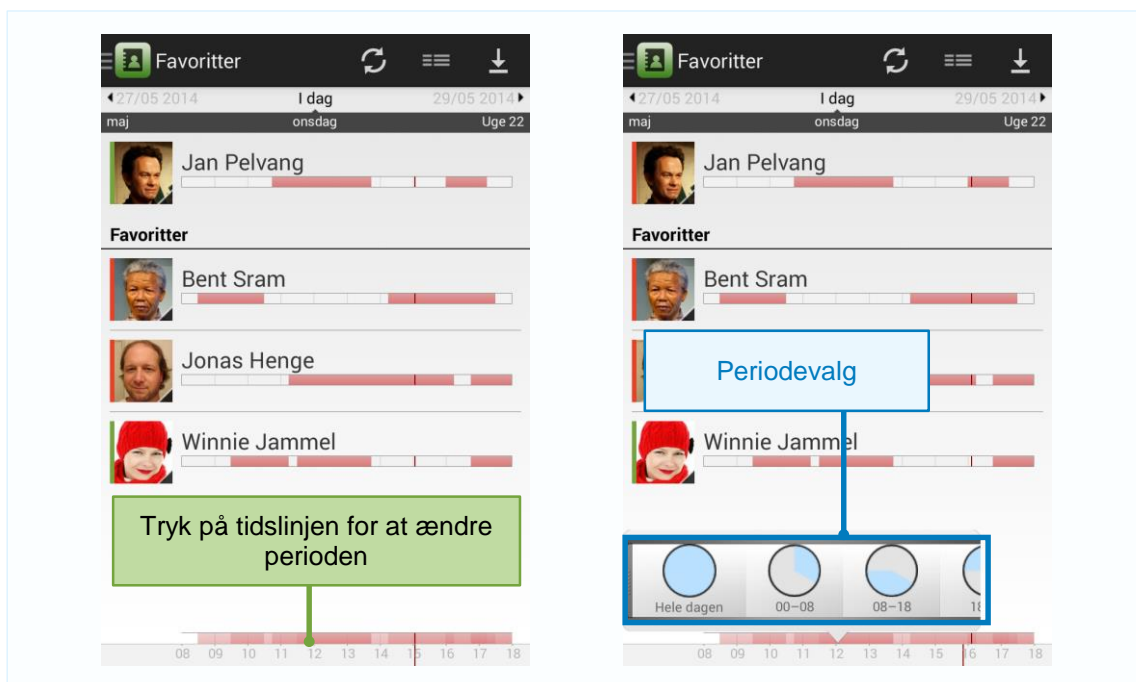 Favoritter
27/05 2014 I dag 29/05 2014
maj onsdag Uge 22
Jan Pelvang
Favoritter
Bent Sram
Jonas Henge
Winnie Jammel
Tryk på tidslinjen for at ændre
perioden
08 09 10 11 12 13 14 15 16 17 18
Favoritter
27/05 2014 I dag 29/05 2014
maj onsdag Uge 22
Jan Pelvang
Favoritter
Bent Sram
Periodevalg
Winnie Jammel
Hele dagen 00–08 08–18 18
08 09 10 11 12 13 14 15 16 17 18